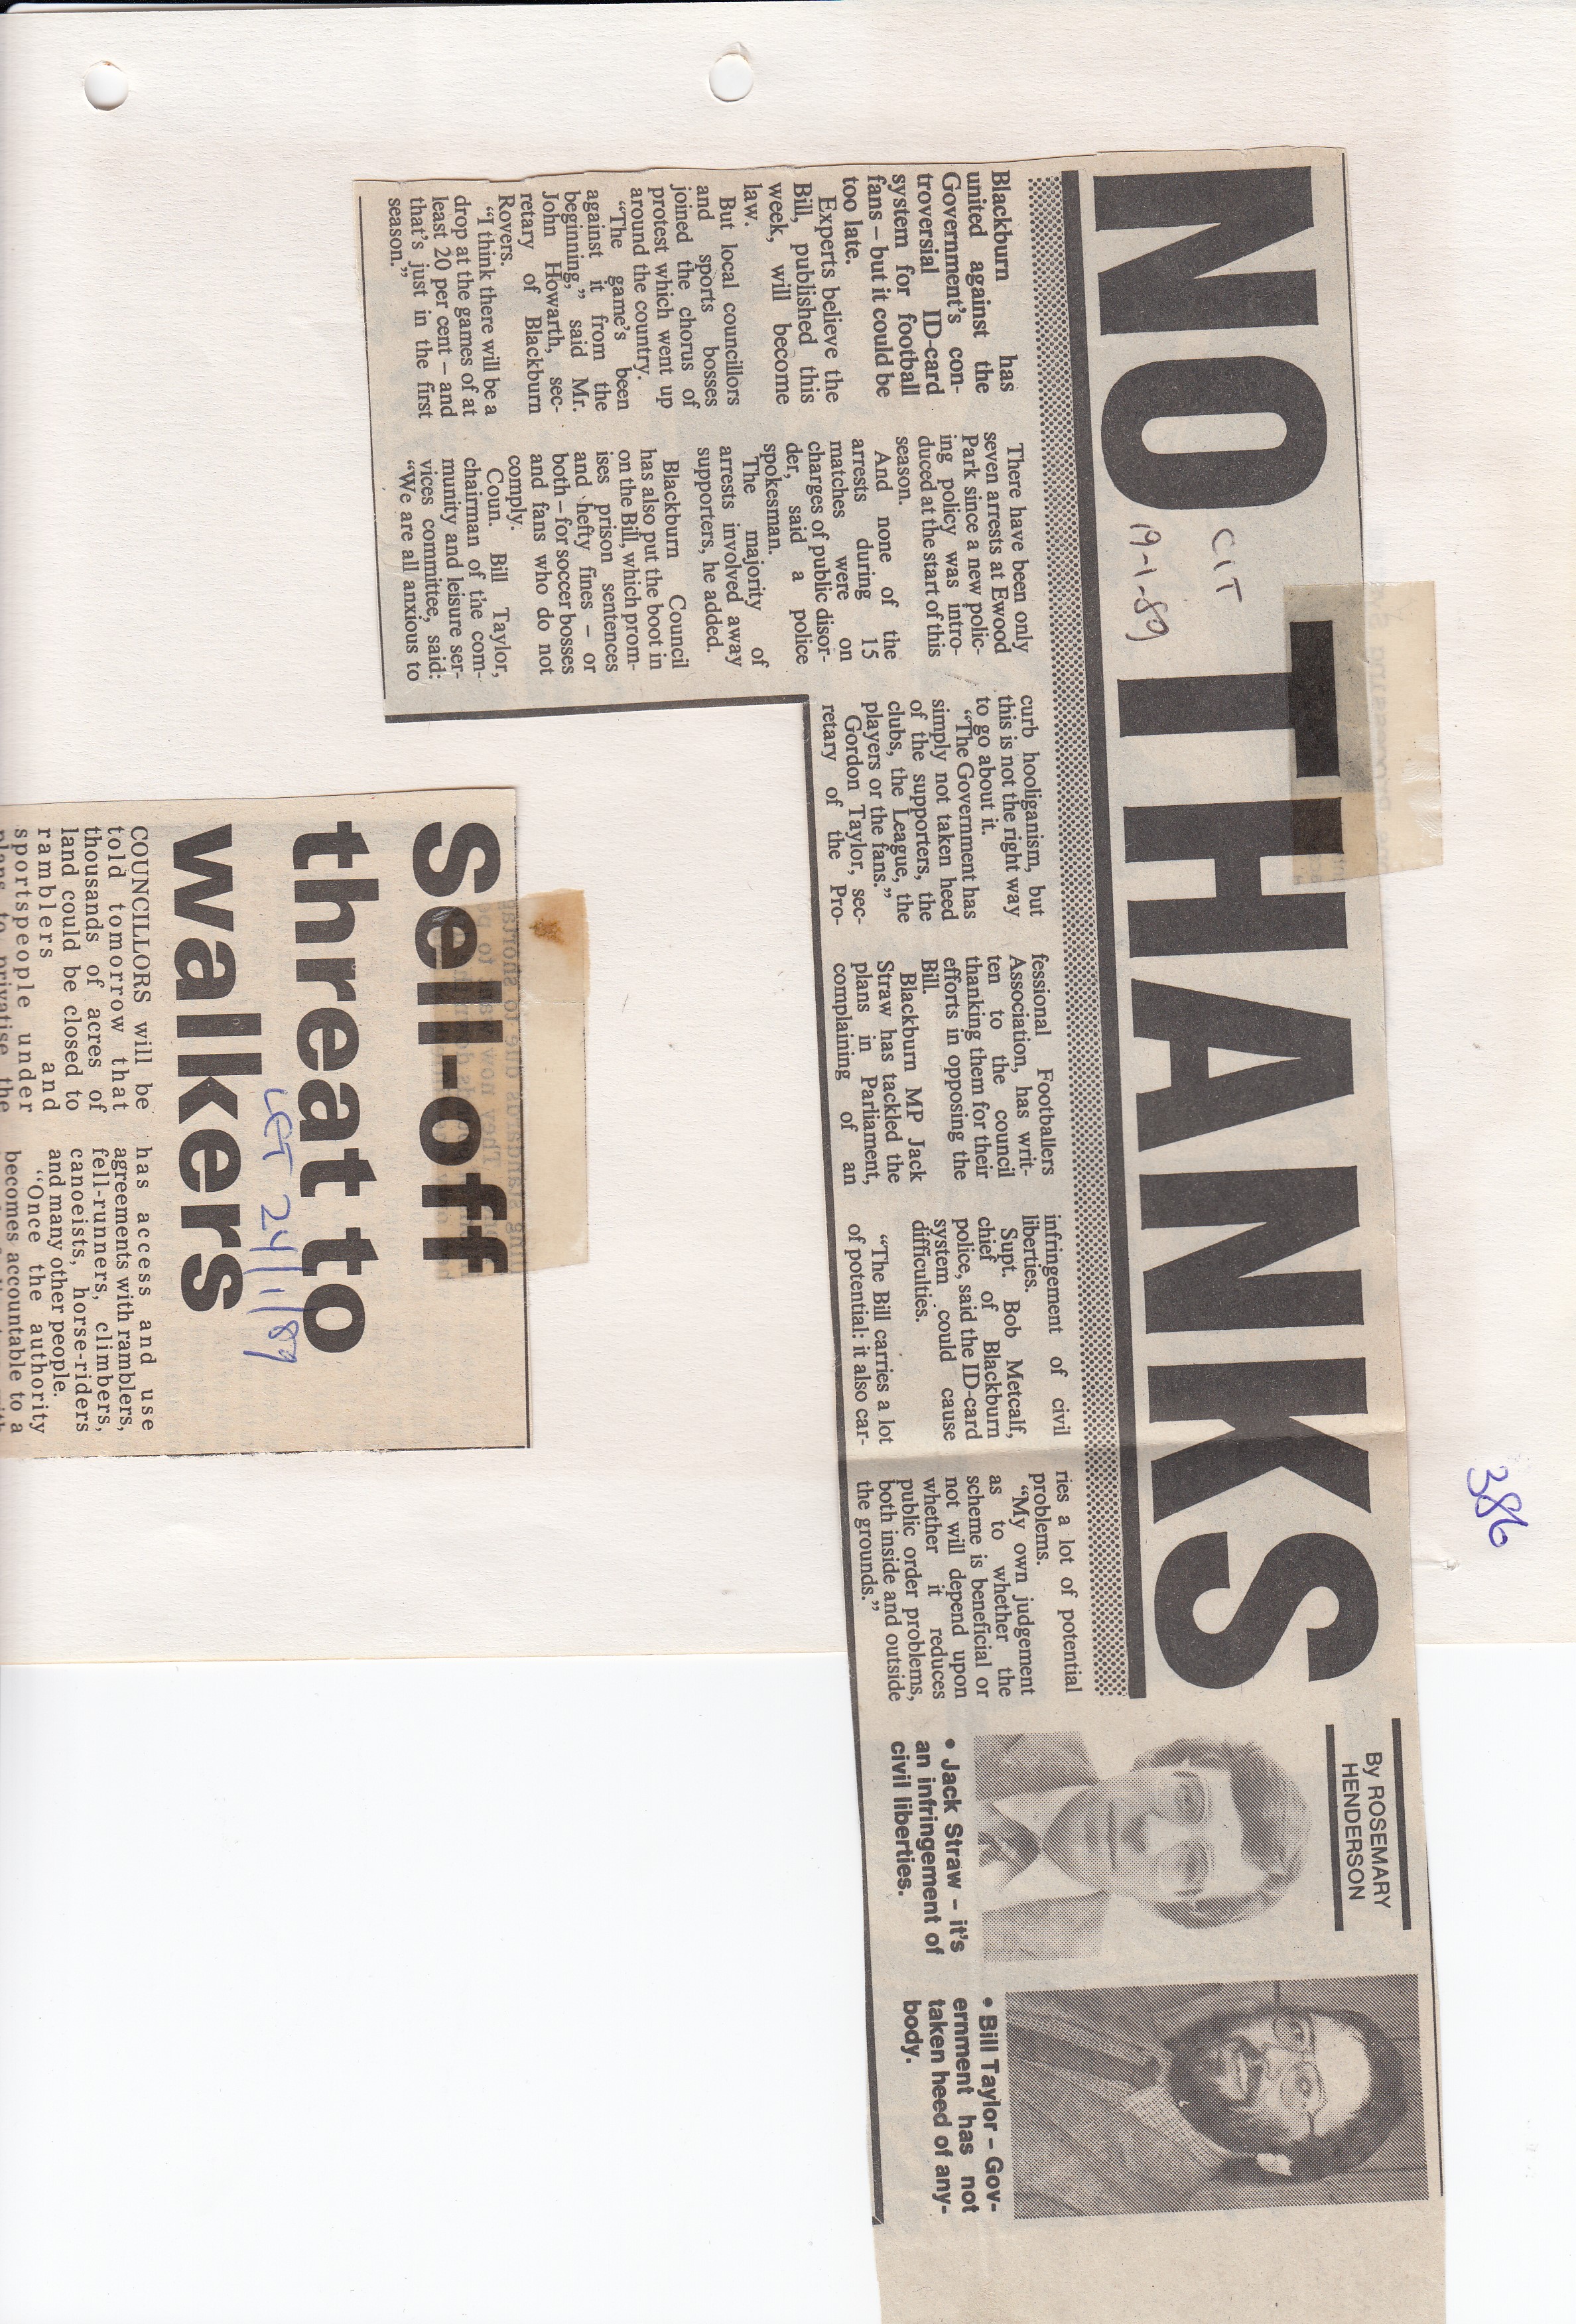 386
NO THANKS
CIT
19-1-89
By ROSEMARY
HENDERSON
Blackburn has
united against the
Government's con-
troversial ID-card
system for football
fans – but it could be
too late.
Experts believe the
Bill, published this
week, will become
law.
But local councillors
and sports bosses
joined the chorus of
protest which went up
around the country.
"The game's been
against it from the
beginning," said Mr.
John Howarth, sec-
retary of Blackburn
Rovers.
"I think there will be a
drop at the games of at
least 20 per cent – and
that's just in the first
season."
There have been only
seven arrests at Ewood
Park since a new polic-
ing policy was intro-
duced at the start of this
season.
And none of the
arrests during 15
matches were on
charges of public disor-
der, said a police
spokesman.
The majority of
arrests involved away
supporters, he added.
Blackburn Council
has also put the boot in
on the Bill, which prom-
ises prison sentences
and hefty fines – or
both – for soccer bosses
and fans who do not
comply.
Coun. Bill Taylor,
chairman of the com-
munity and leisure ser-
vices committee, said:
"We are all anxious to
curb hooliganism, but
this is not the right way
to go about it.
"The Government has
simply not taken heed
of the supporters, the
clubs, the League, the
players or the fans."
Gordon Taylor, sec-
retary of the Pro-
fessional Footballers
Association, has writ-
ten to the council
thanking them for their
efforts in opposing the
Bill.
Blackburn MP Jack
Straw has tackled the
plans in Parliament,
complaining of an
infringement of civil
liberties.
Supt. Bob Metcalf,
chief of Blackburn
police, said the ID-card
system could cause
difficulties.
"The Bill carries a lot
of potential: it also car-
ries a lot of potential
problems.
"My own judgement
as to whether the
scheme is beneficial or
not will depend upon
whether it reduces
public order problems,
both inside and outside
the grounds."
• Jack Straw – it's
an infringement of
civil liberties.
• Bill Taylor – Gov-
ernment has not
taken heed of any-
body.
Sell-off
threat to
walkers
LET 24/1/89
COUNCILLORS will be
told tomorrow that
thousands of acres of
land could be closed to
ramblers and
sportspeople under
plans to privatise the
has access and use
agreements with ramblers,
fell-runners, climbers,
canoeists, horse-riders
and many other people.
"Once the authority
becomes accountable to a